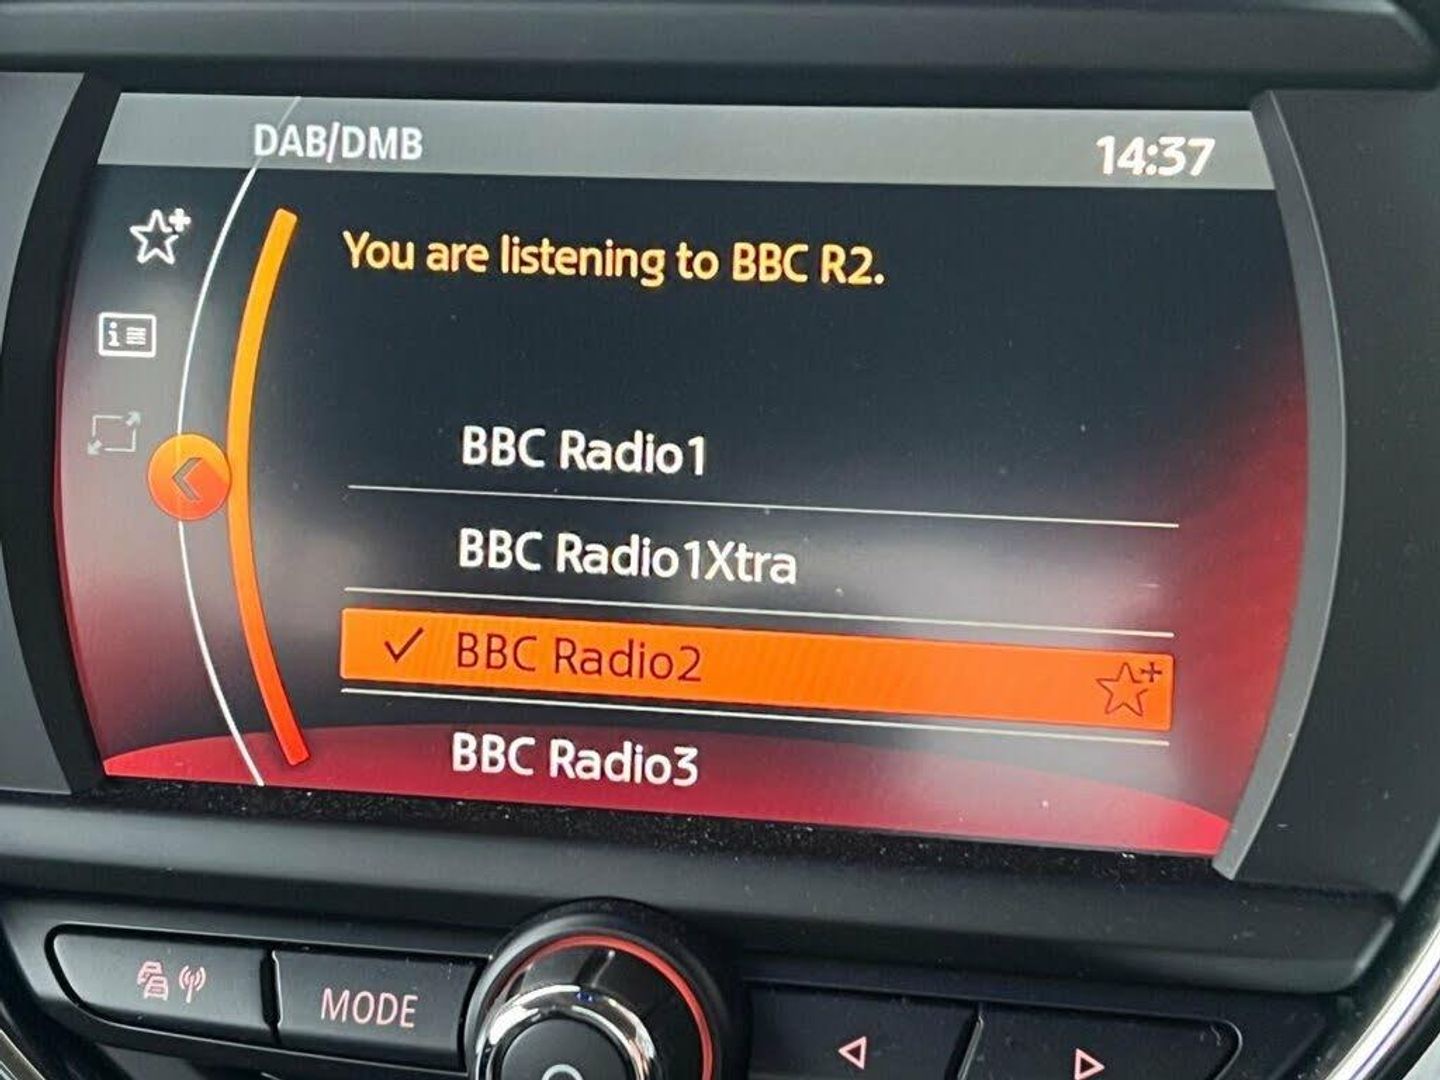 DAB/DMB
14:37
You are listening to BBC R2.
BBC Radio1
BBC Radio1Xtra
BBC Radio2
BBC Radio3
MODE